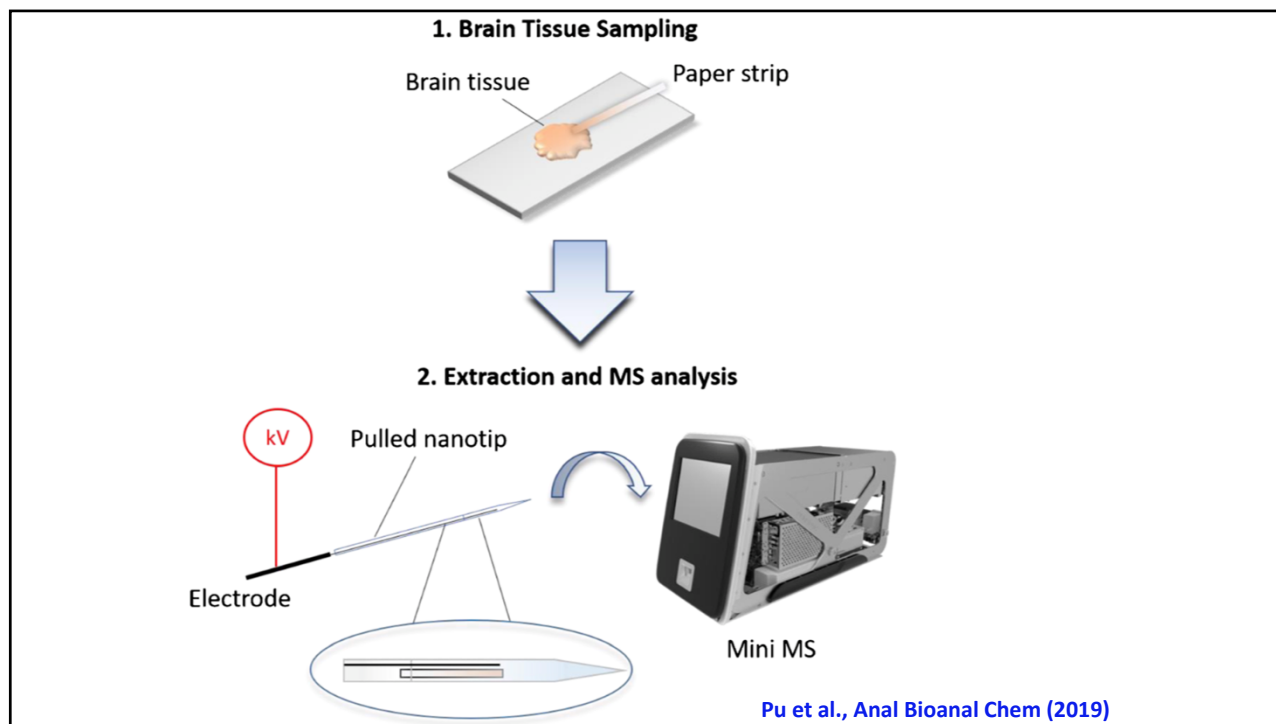 1. Brain Tissue Sampling
Brain tissue
Paper strip
2. Extraction and MS analysis
kV
Pulled nanotip
Electrode
Mini MS
Pu et al., Anal Bioanal Chem (2019)